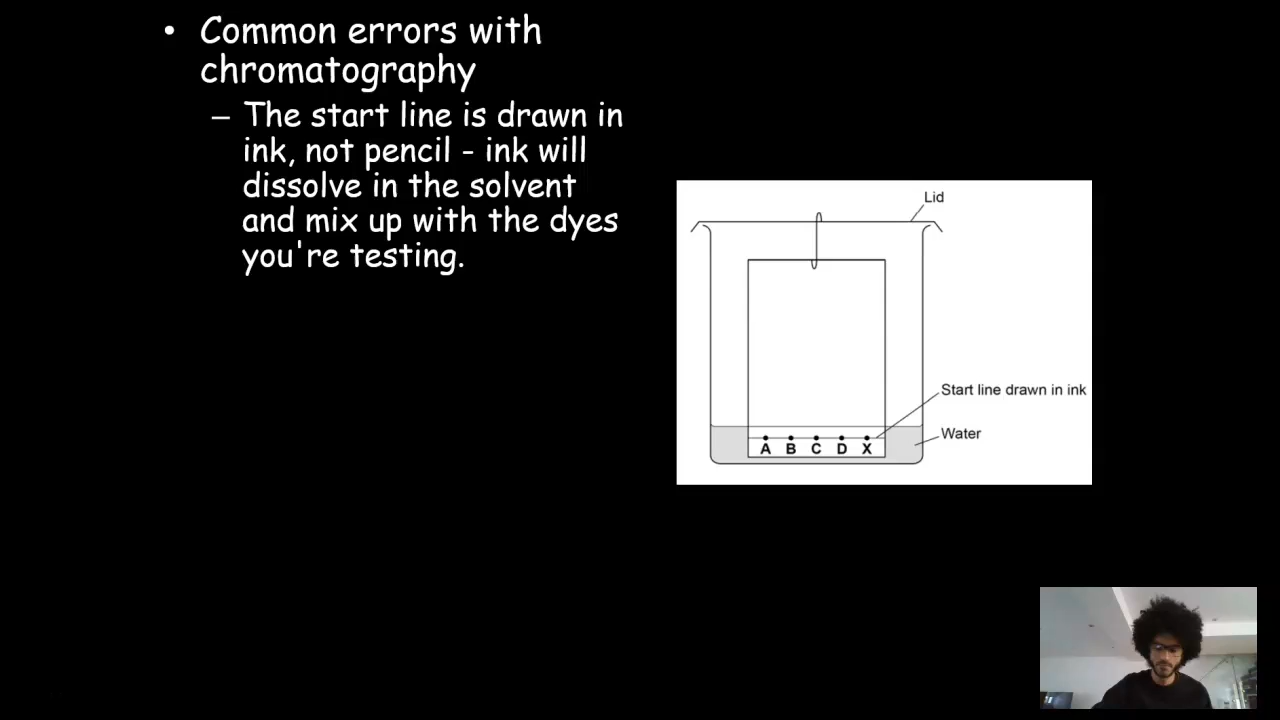 • Common errors with
chromatography
– The start line is drawn in
ink, not pencil - ink will
dissolve in the solvent
and mix up with the dyes
you're testing.
Lid
Start line drawn in ink
Water
A B C D X